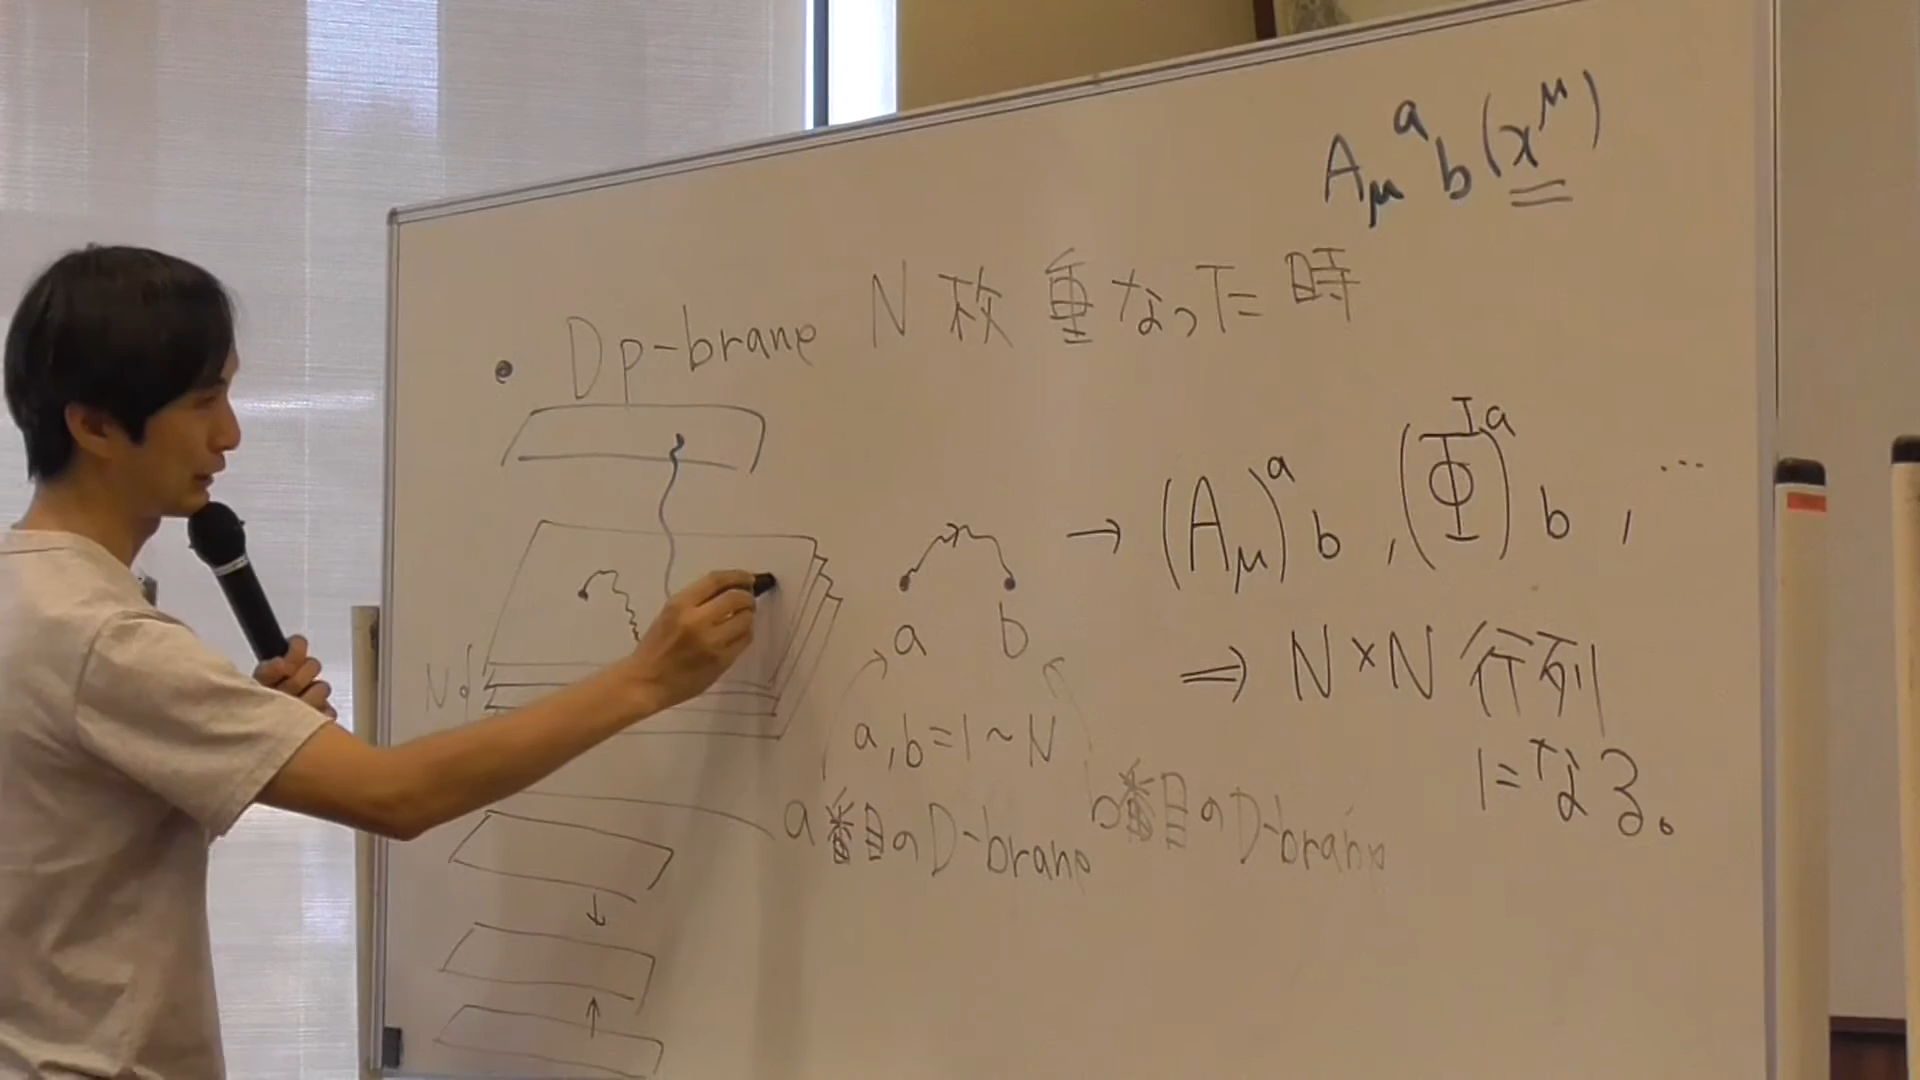 A_μ^a_b(x^μ)
• Dp-brane N枚重なった時
→ (A_μ)^a_b , (Φ^I)^a_b , …
a b
N
⇒ N×N 行列
a,b=1~N
になる。
a番目のD-brane b番目のD-brane